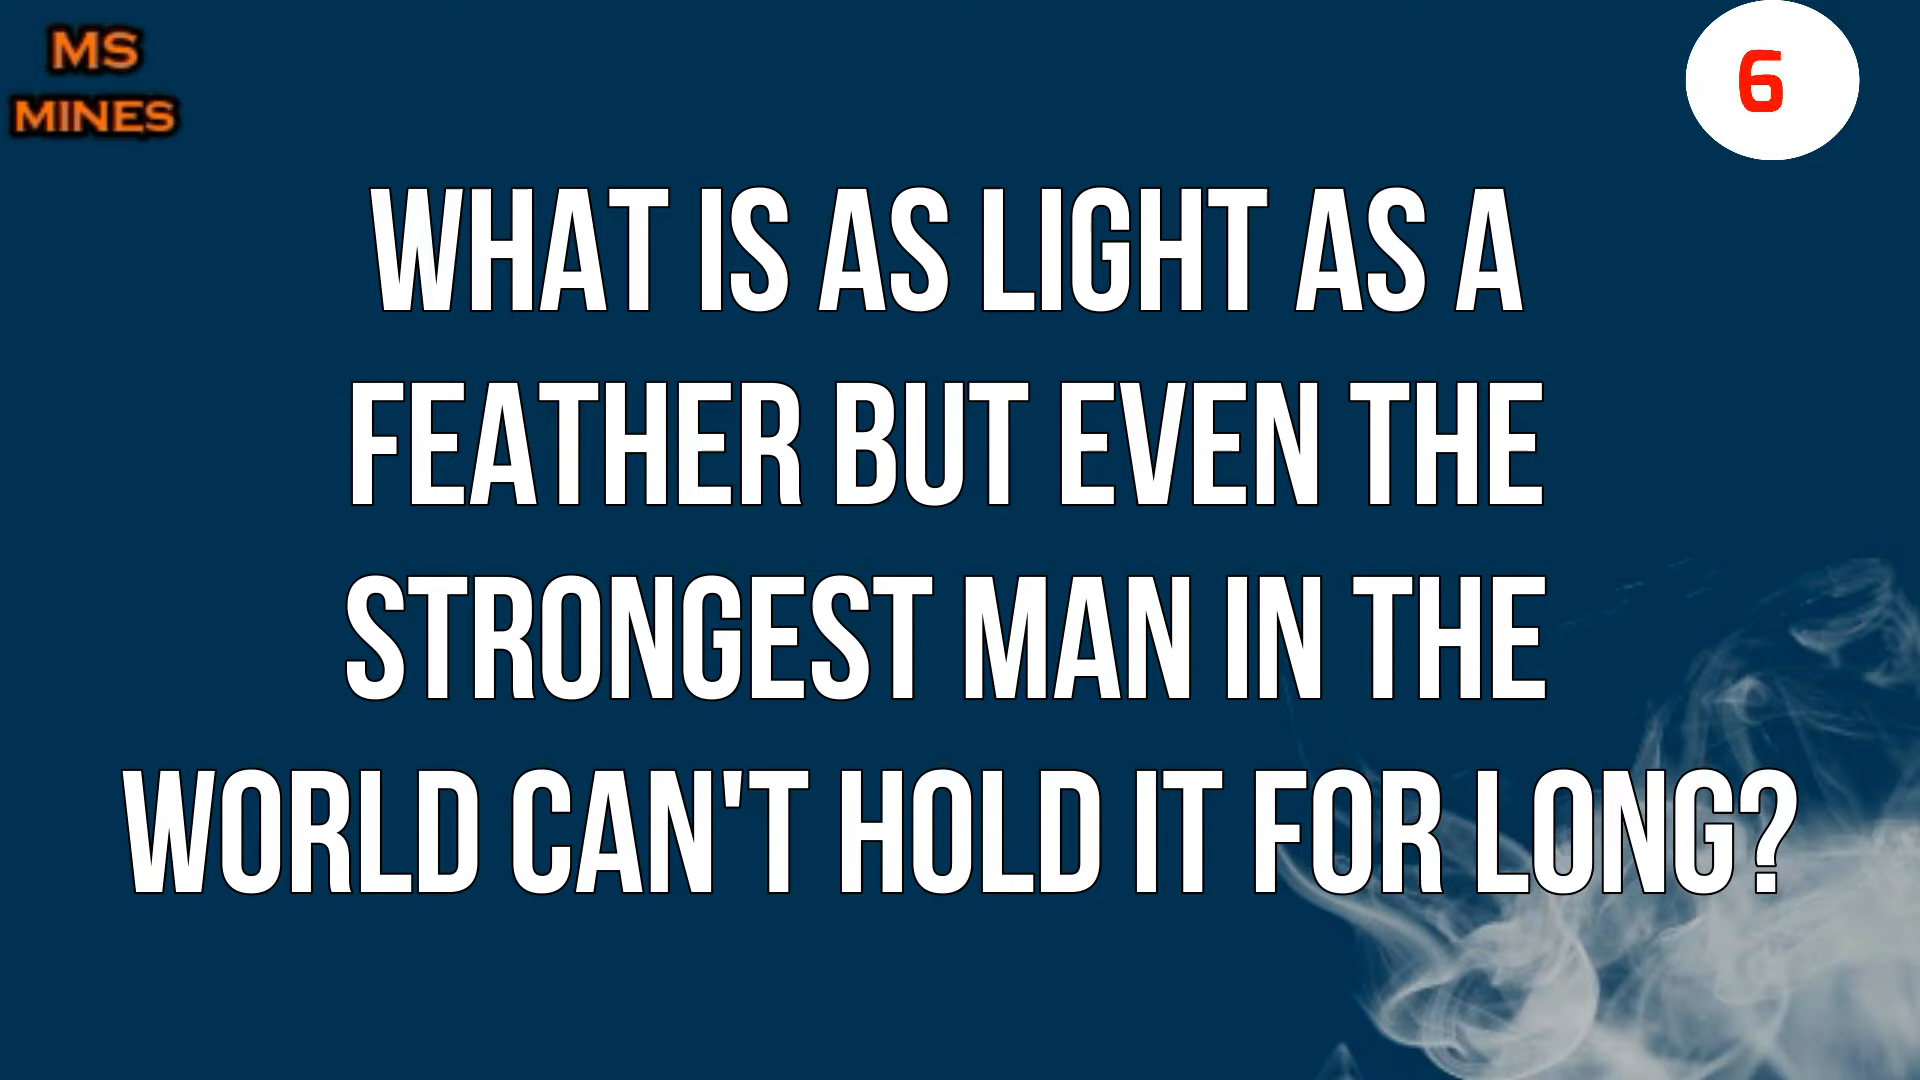 MS
MINES
6
WHAT IS AS LIGHT AS A
FEATHER BUT EVEN THE
STRONGEST MAN IN THE
WORLD CAN'T HOLD IT FOR LONG?